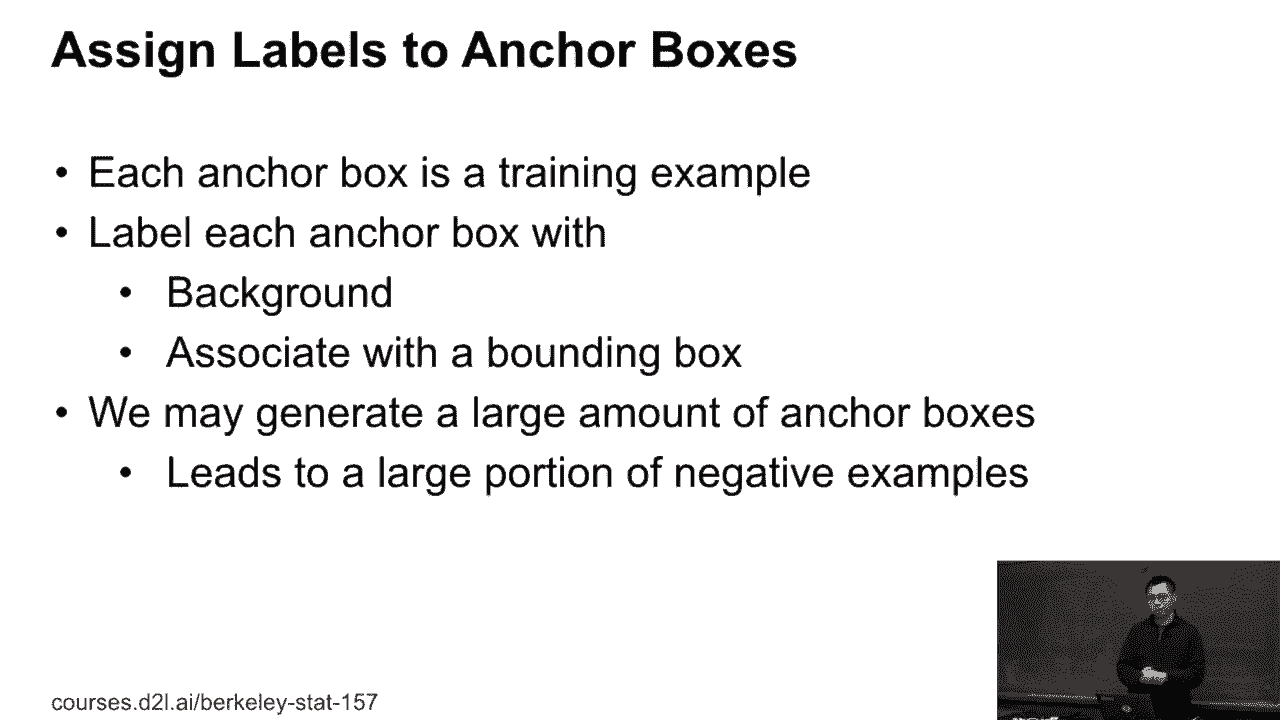 Assign Labels to Anchor Boxes
• Each anchor box is a training example
• Label each anchor box with
• Background
• Associate with a bounding box
• We may generate a large amount of anchor boxes
• Leads to a large portion of negative examples
courses.d2l.ai/berkeley-stat-157